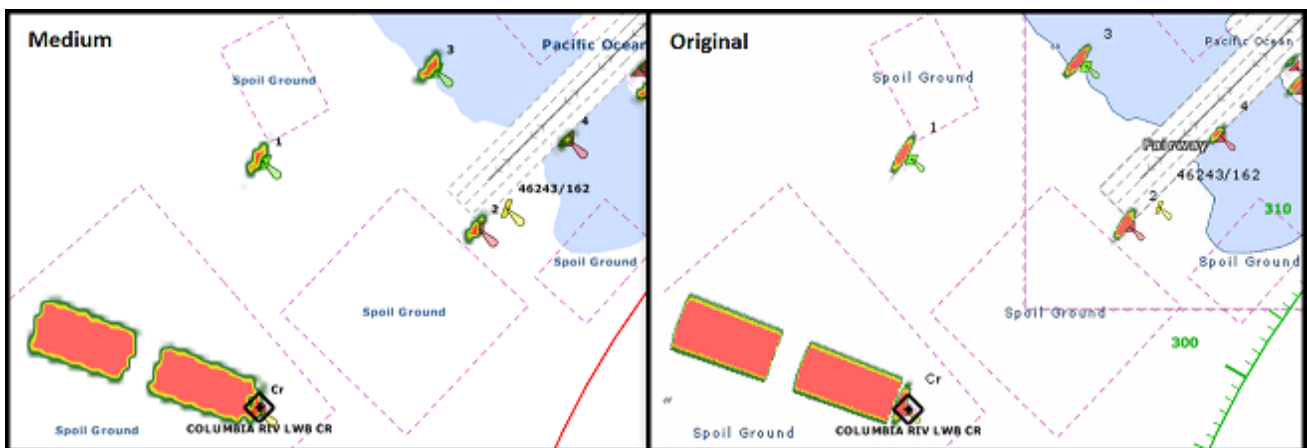 Medium
3
Pacific Ocean
Spoil Ground
4
1
46243/162
2
Spoil Ground
Spoil Ground
Cr
COLUMBIA RIV LWB CR
Spoil Ground
Original
3
Pacific Ocean
Spoil Ground
4
1
Fairway
46243/162
2
310
Spoil Ground
Spoil Ground
300
Cr
COLUMBIA RIV LWB CR
Spoil Ground